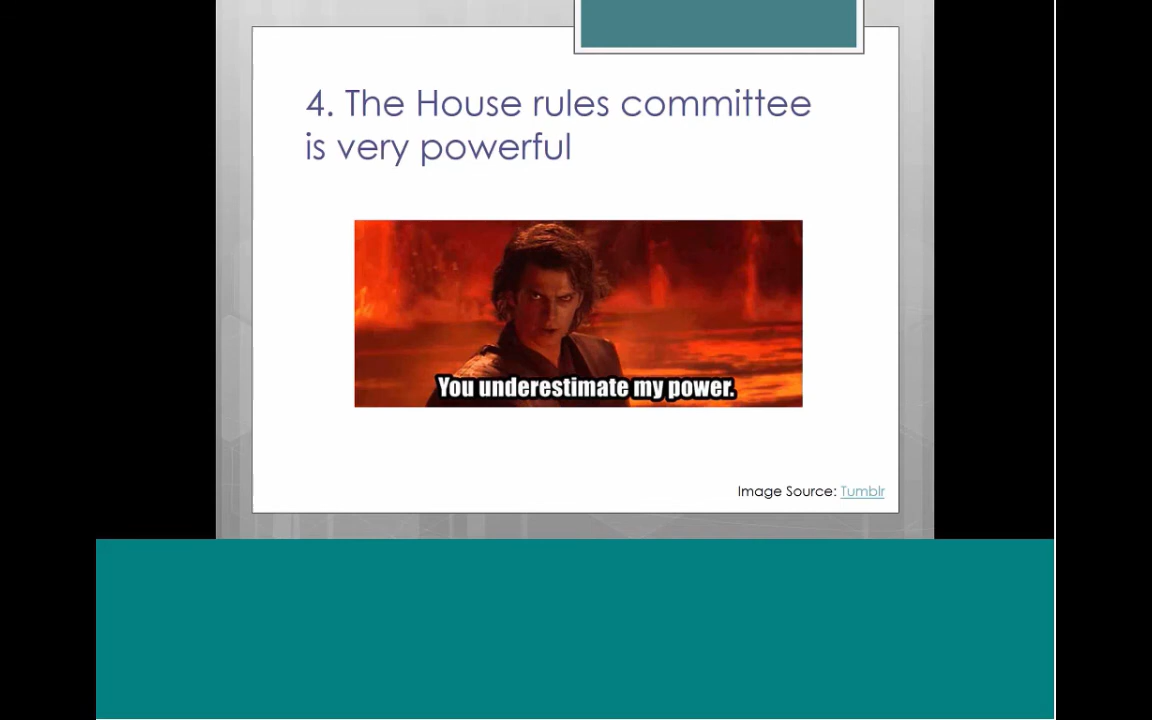 4. The House rules committee
is very powerful
You underestimate my power.
Image Source: Tumblr